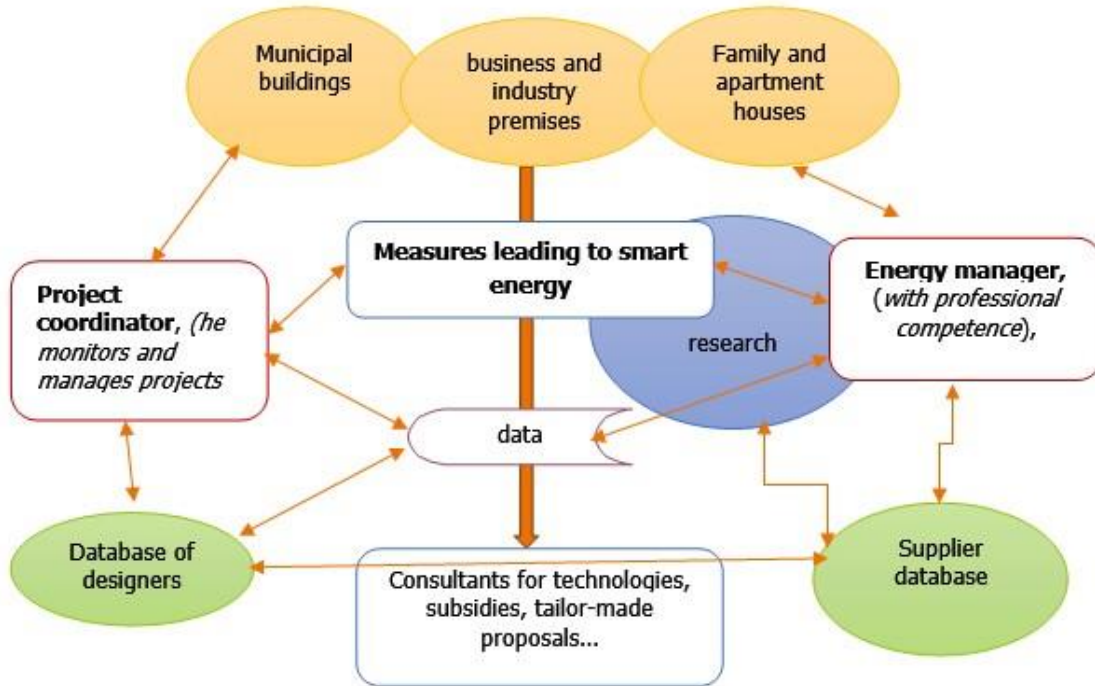 Municipal
buildings
business and
industry
premises
Family and
apartment
houses
Measures leading to smart
energy
Project
coordinator, (he
monitors and
manages projects
Energy manager,
(with professional
competence),
research
data
Database of
designers
Supplier
database
Consultants for technologies,
subsidies, tailor-made
proposals...